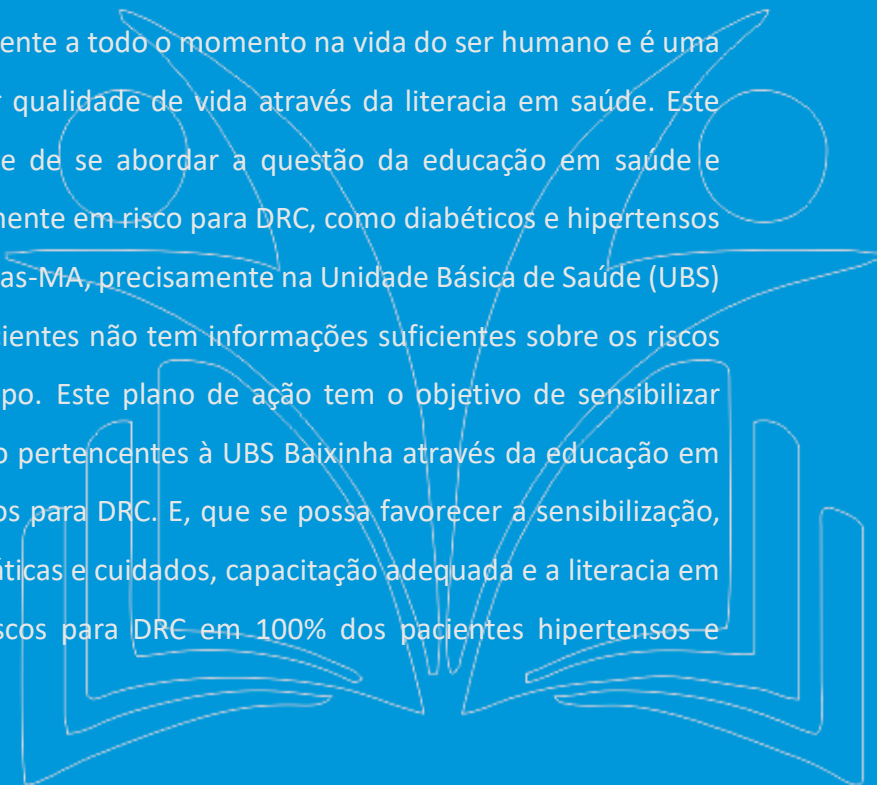 ente a todo o momento na vida do ser humano e é uma
qualidade de vida através da literacia em saúde. Este
e de se abordar a questão da educação em saúde e
mente em risco para DRC, como diabéticos e hipertensos
as-MA, precisamente na Unidade Básica de Saúde (UBS)
cientes não tem informações suficientes sobre os riscos
po. Este plano de ação tem o objetivo de sensibilizar
o pertencentes à UBS Baixinha através da educação em
os para DRC. E, que se possa favorecer a sensibilização,
áticas e cuidados, capacitação adequada e a literacia em
scos para DRC em 100% dos pacientes hipertensos e